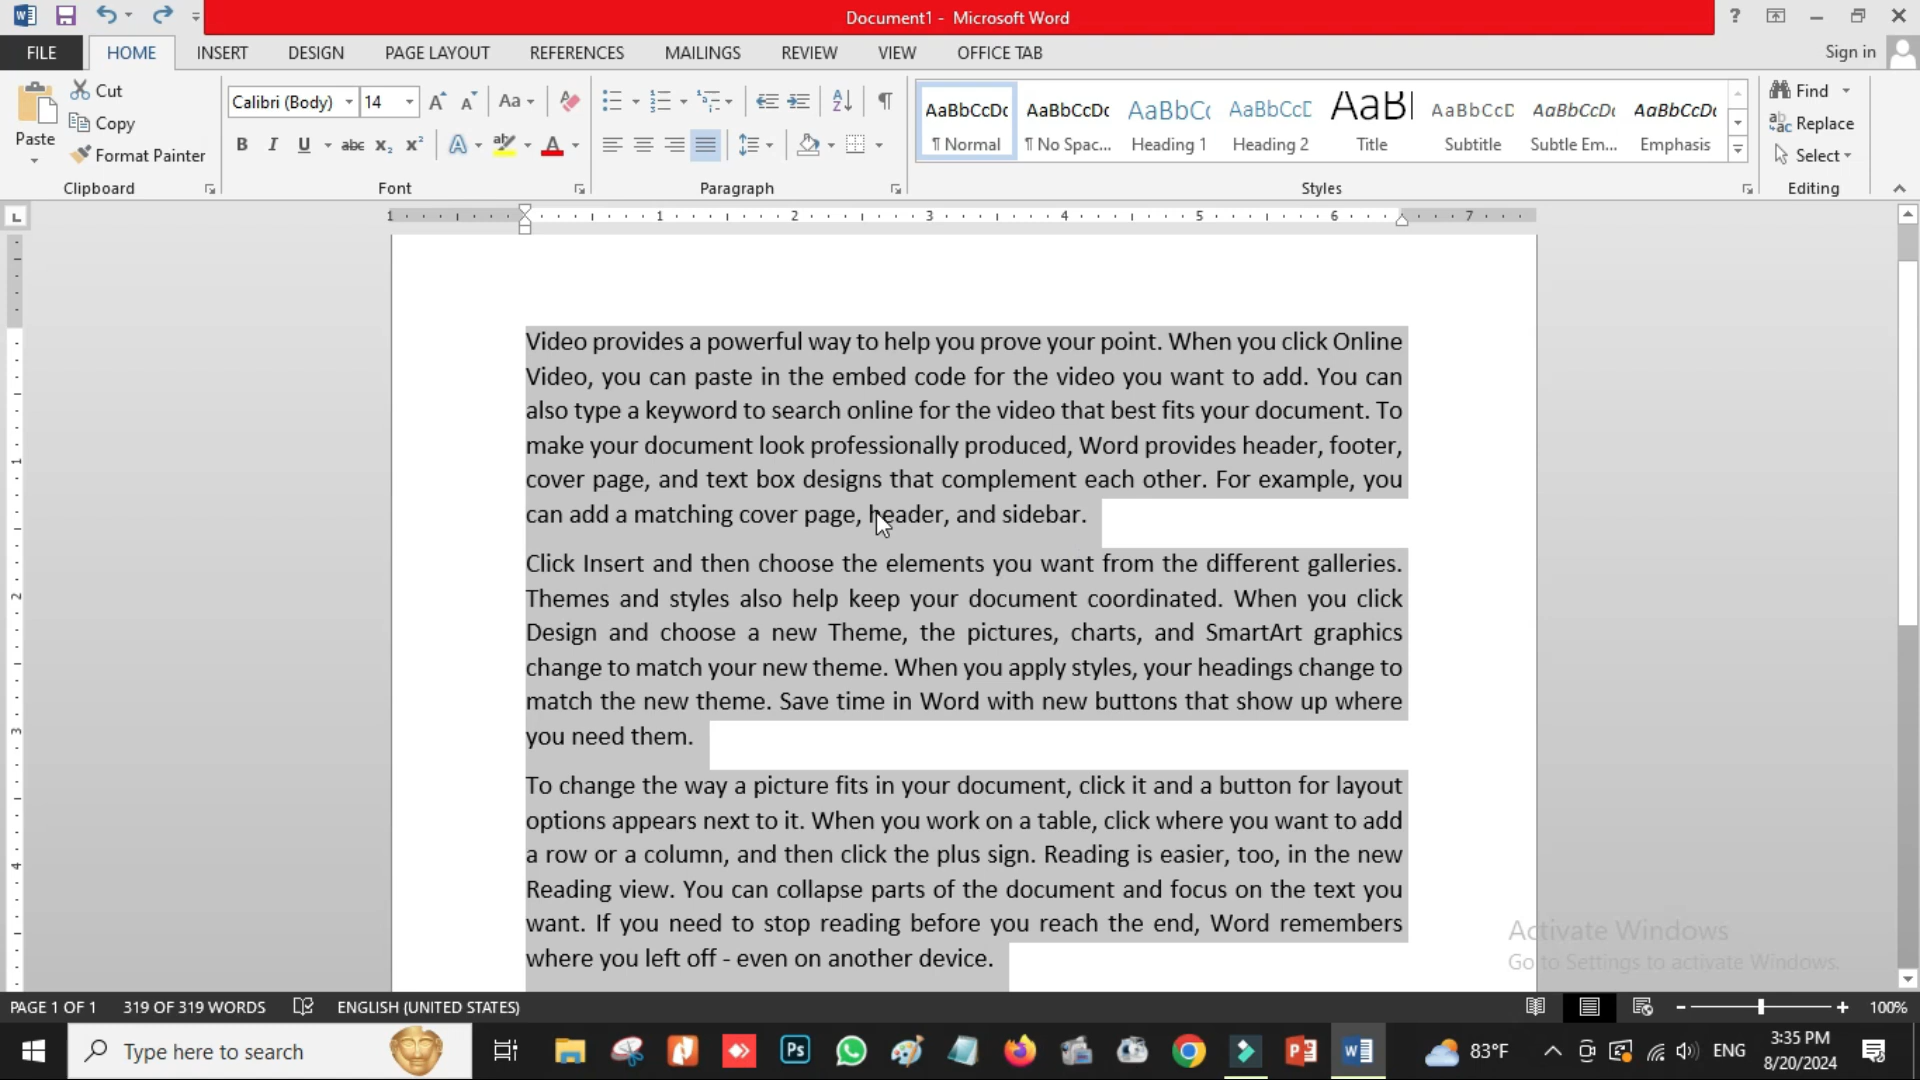 Document1 - Microsoft Word
FILE HOME INSERT DESIGN PAGE LAYOUT REFERENCES MAILINGS REVIEW VIEW OFFICE TAB Sign in
Paste Cut Copy Format Painter
Calibri (Body) 14
AaBbCcDc AaBbCcDc AaBbC( AaBbCcD AaB AaBbCcD AaBbCcDc AaBbCcDc
¶ Normal ¶ No Spac... Heading 1 Heading 2 Title Subtitle Subtle Em... Emphasis
Find Replace Select
Clipboard Font Paragraph Styles Editing
1 1 2 3 4 5 6 7
Video provides a powerful way to help you prove your point. When you click Online
Video, you can paste in the embed code for the video you want to add. You can
also type a keyword to search online for the video that best fits your document. To
make your document look professionally produced, Word provides header, footer,
cover page, and text box designs that complement each other. For example, you
can add a matching cover page, header, and sidebar.
Click Insert and then choose the elements you want from the different galleries.
Themes and styles also help keep your document coordinated. When you click
Design and choose a new Theme, the pictures, charts, and SmartArt graphics
change to match your new theme. When you apply styles, your headings change to
match the new theme. Save time in Word with new buttons that show up where
you need them.
To change the way a picture fits in your document, click it and a button for layout
options appears next to it. When you work on a table, click where you want to add
a row or a column, and then click the plus sign. Reading is easier, too, in the new
Reading view. You can collapse parts of the document and focus on the text you
want. If you need to stop reading before you reach the end, Word remembers
where you left off - even on another device.
Activate Windows
Go to Settings to activate Windows.
PAGE 1 OF 1 319 OF 319 WORDS ENGLISH (UNITED STATES) 100%
Type here to search 83°F ENG 3:35 PM
8/20/2024